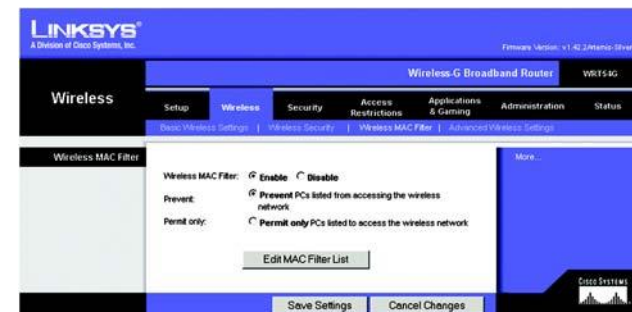 LINKSYS®
A Division of Cisco Systems, Inc.
Wireless-G Broadband Router WRT54G
Wireless
Setup Wireless Security Access Restrictions Applications & Gaming Administration Status
Basic Wireless Settings | Wireless Security | Wireless MAC Filter | Advanced Wireless Settings
Wireless MAC Filter
More...
Wireless MAC Filter: Enable Disable
Prevent: Prevent PCs listed from accessing the wireless
network
Permit only: Permit only PCs listed to access the wireless network
Edit MAC Filter List
CISCO SYSTEMS
Save Settings Cancel Changes